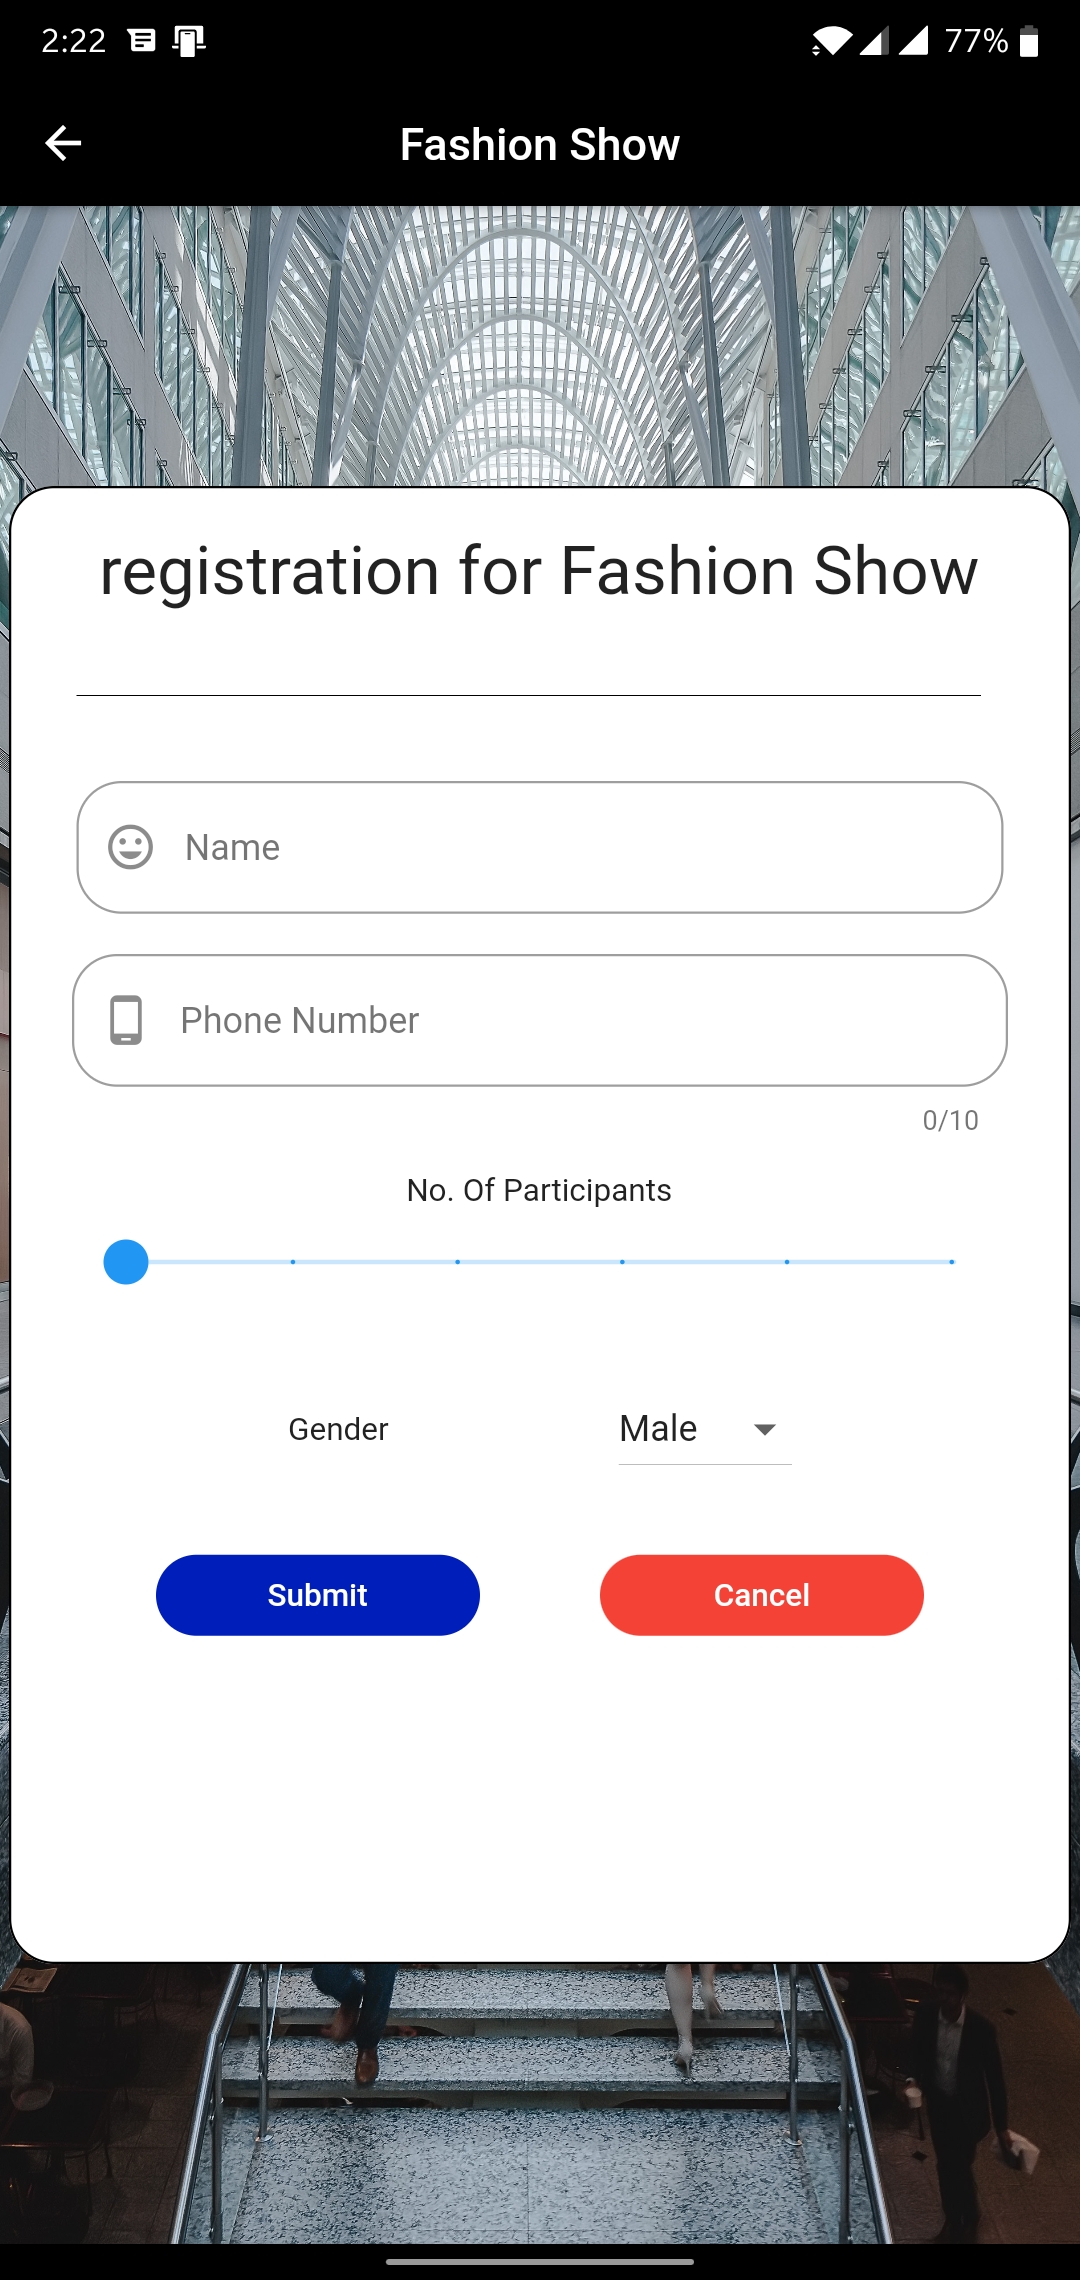 2:22
77%
Fashion Show
registration for Fashion Show
Name
Phone Number
0/10
No. Of Participants
Gender
Male
Submit
Cancel